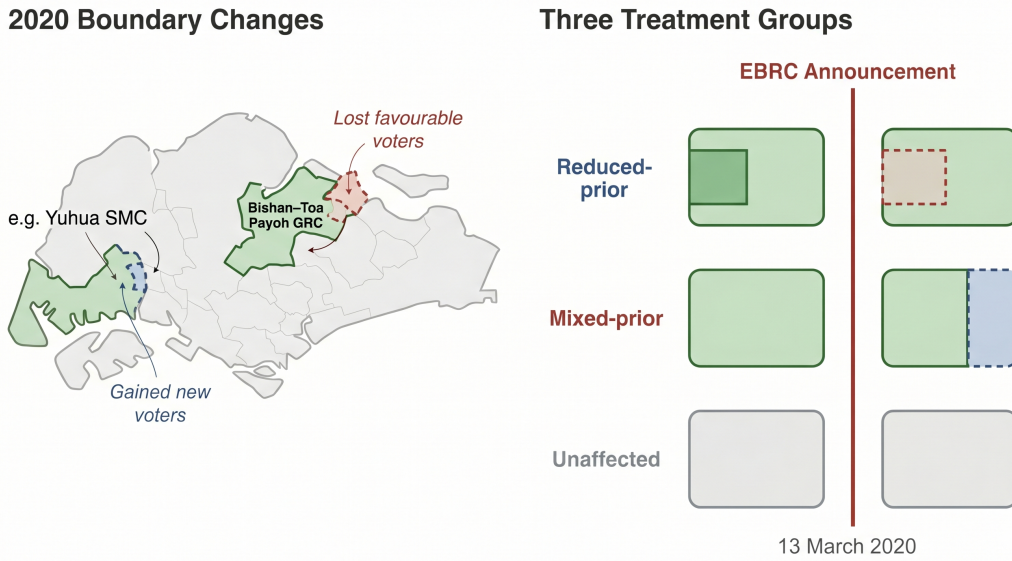 2020 Boundary Changes
Lost favourable
voters
Bishan–Toa
Payoh GRC
e.g. Yuhua SMC
Gained new
voters
Three Treatment Groups
EBRC Announcement
Reduced-
prior
Mixed-prior
Unaffected
13 March 2020